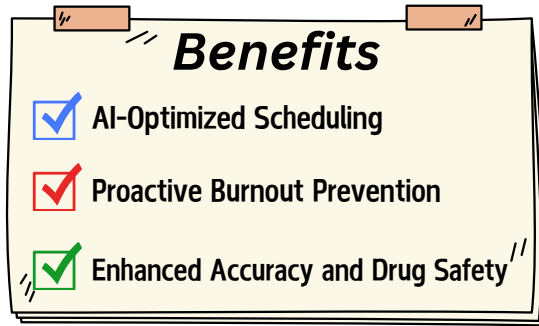 Benefits
AI-Optimized Scheduling
Proactive Burnout Prevention
Enhanced Accuracy and Drug Safety